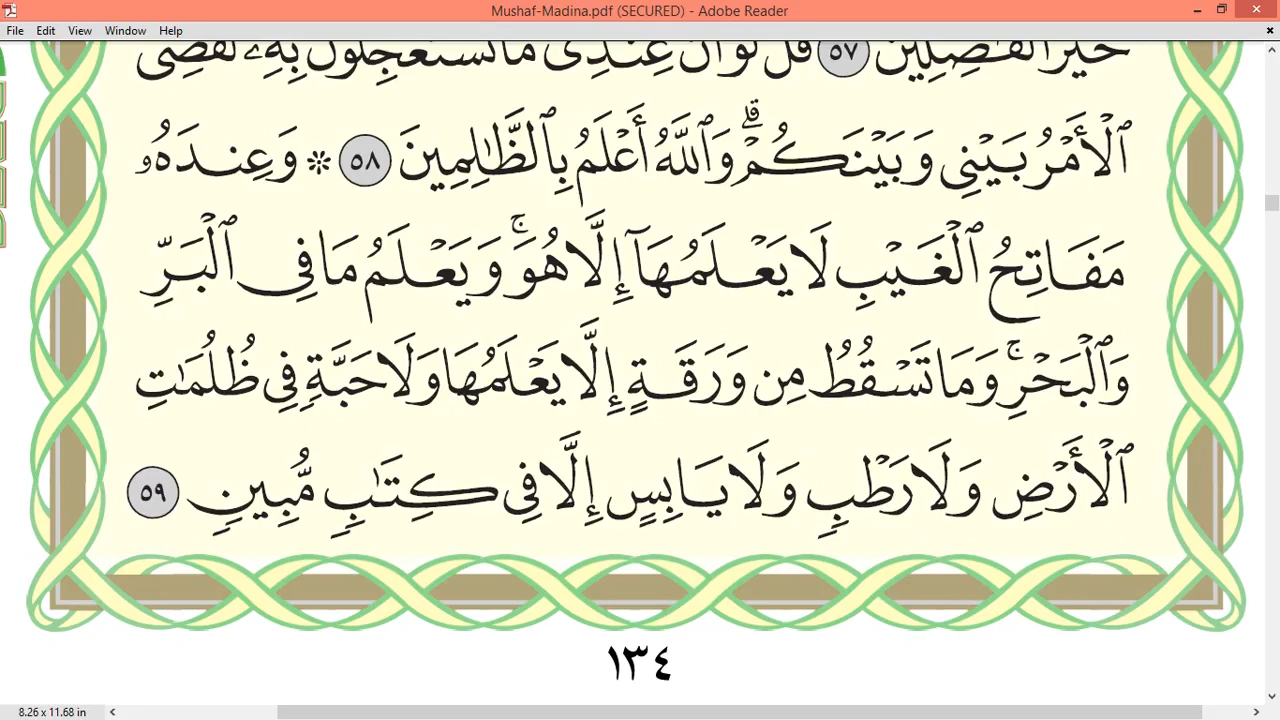 Mushaf-Madina.pdf (SECURED) - Adobe Reader
File Edit View Window Help
خَيْرُ ٱلْفَٰصِلِينَ ٥٧ قُل لَّوْ أَنَّ عِندِى مَا تَسْتَعْجِلُونَ بِهِۦ لَقُضِىَ
ٱلْأَمْرُ بَيْنِى وَبَيْنَكُمْ ۗ وَٱللَّهُ أَعْلَمُ بِٱلظَّٰلِمِينَ ٥٨ ۞ وَعِندَهُۥ
مَفَاتِحُ ٱلْغَيْبِ لَا يَعْلَمُهَآ إِلَّا هُوَ ۚ وَيَعْلَمُ مَا فِى ٱلْبَرِّ
وَٱلْبَحْرِ ۚ وَمَا تَسْقُطُ مِن وَرَقَةٍ إِلَّا يَعْلَمُهَا وَلَا حَبَّةٍ فِى ظُلُمَٰتِ
ٱلْأَرْضِ وَلَا رَطْبٍ وَلَا يَابِسٍ إِلَّا فِى كِتَٰبٍ مُّبِينٍ ٥٩
١٣٤
8.26 x 11.68 in